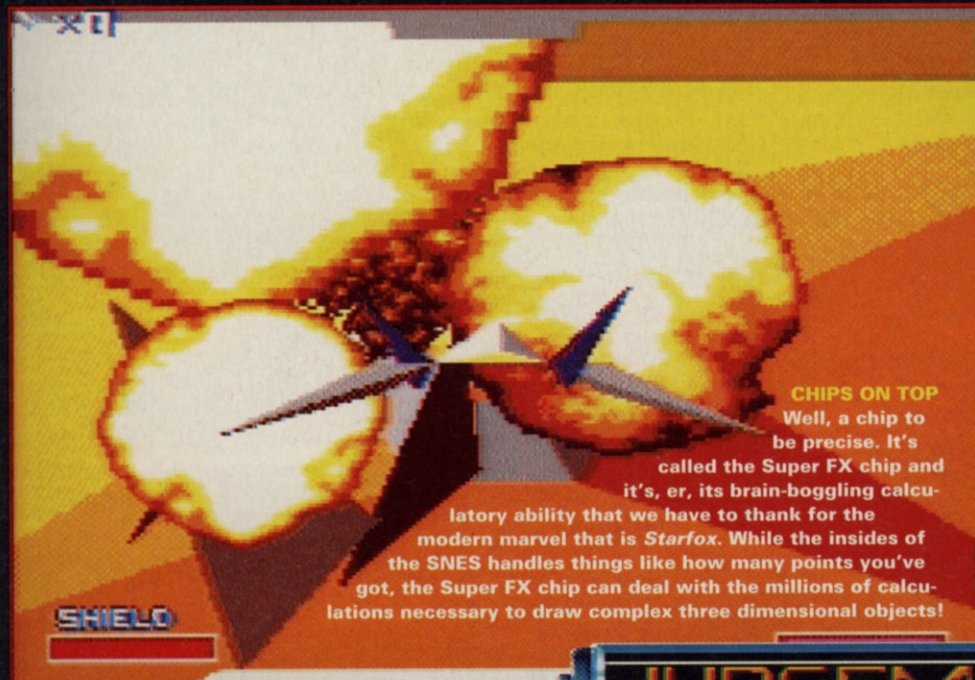 CHIPS ON TOP
Well, a chip to
be precise. It's
called the Super FX chip and
it's, er, its brain-boggling calcu-
latory ability that we have to thank for the
modern marvel that is Starfox. While the insides of
the SNES handles things like how many points you've
got, the Super FX chip can deal with the millions of calcu-
lations necessary to draw complex three dimensional objects!
SHIELD